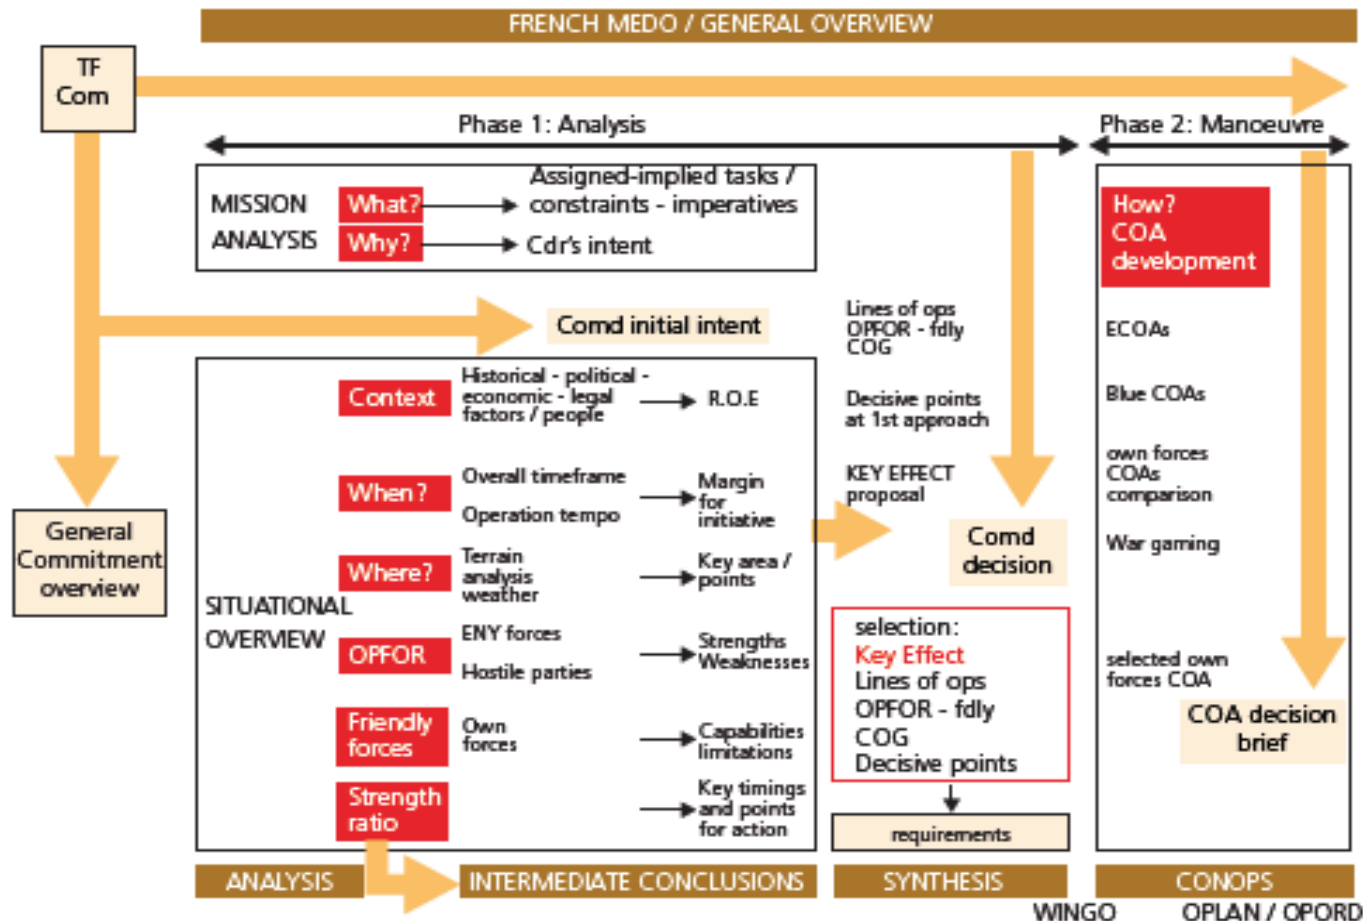 FRENCH MEDO / GENERAL OVERVIEW
TF
Com
Phase 1: Analysis
Phase 2: Manoeuvre
MISSION
ANALYSIS
What?
Assigned-implied tasks /
constraints - imperatives
Why?
Cdr's intent
How?
COA
development
Comd initial intent
Lines of ops
OPFOR - fdly
COG
Decisive points
at 1st approach
KEY EFFECT
proposal
ECOAs
Blue COAs
own forces
COAs
comparison
War gaming
selected own
forces COA
COA decision
brief
General
Commitment
overview
SITUATIONAL
OVERVIEW
Context
Historical - political -
economic - legal
factors / people
R.O.E
When?
Overall timeframe
Operation tempo
Margin
for
initiative
Where?
Terrain
analysis
weather
Key area /
points
OPFOR
ENY forces
Hostile parties
Strengths
Weaknesses
Friendly
forces
Own
forces
Capabilities
limitations
Strength
ratio
Key timings
and points
for action
Comd
decision
selection:
Key Effect
Lines of ops
OPFOR - fdly
COG
Decisive points
requirements
ANALYSIS
INTERMEDIATE CONCLUSIONS
SYNTHESIS
CONOPS
WINGO
OPLAN / OPORD